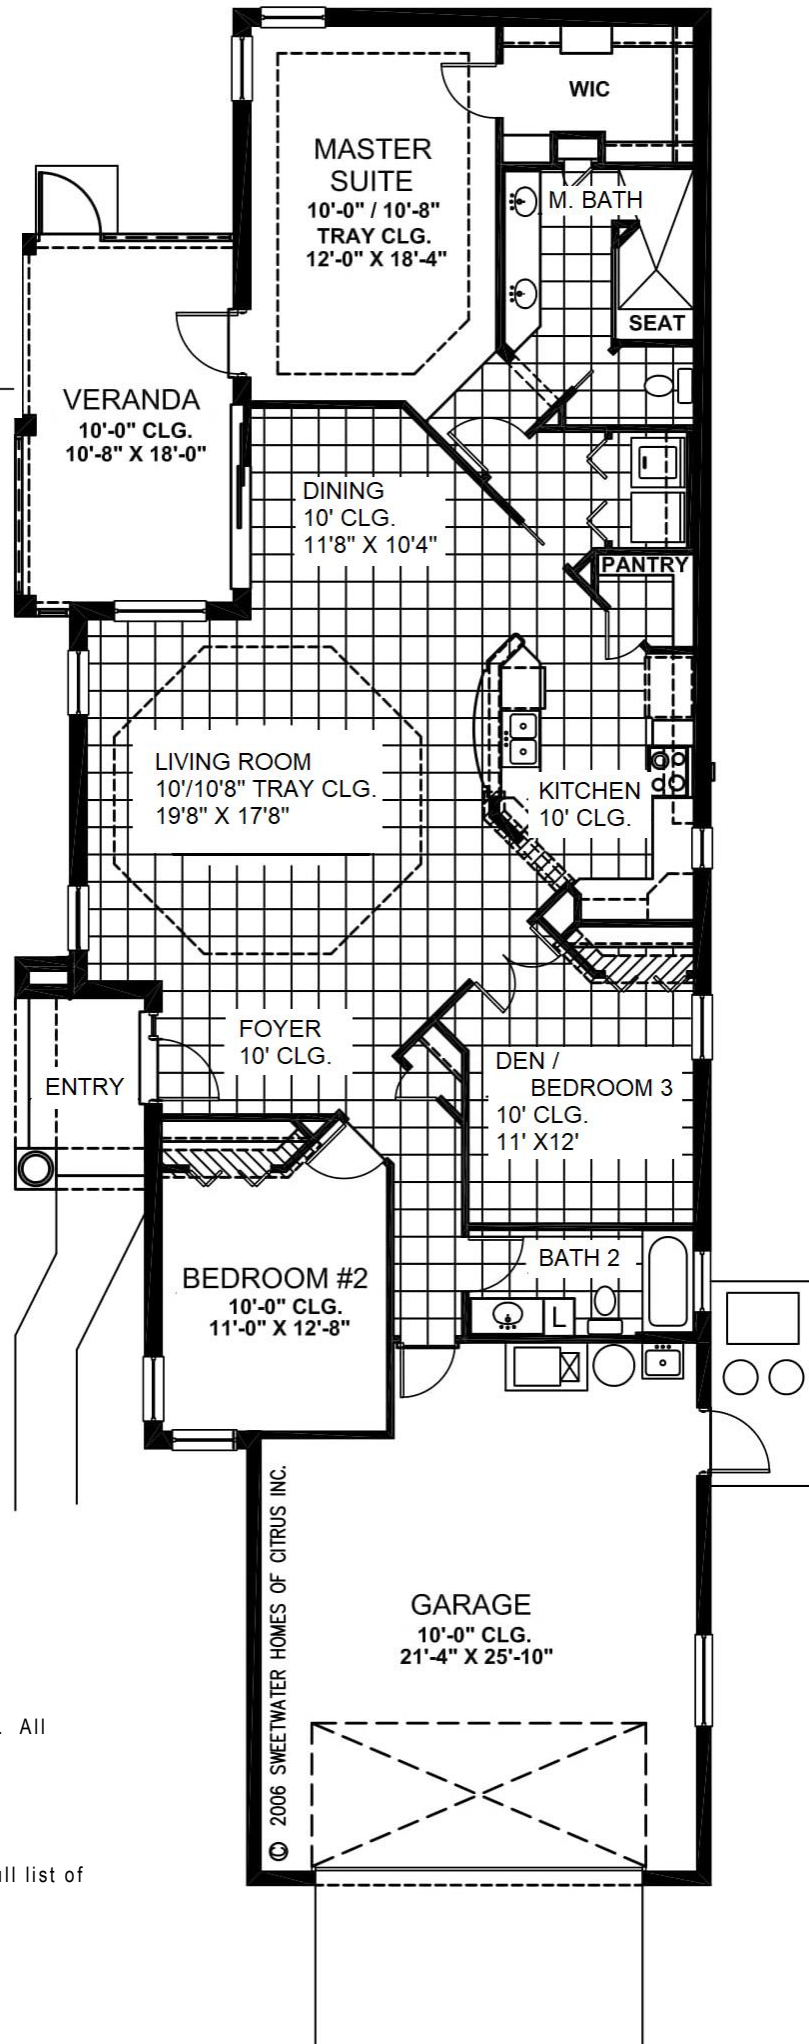 WIC
MASTER
SUITE
10'-0" / 10'-8"
TRAY CLG.
12'-0" X 18'-4"
M. BATH
SEAT
VERANDA
10'-0" CLG.
10'-8" X 18'-0"
DINING
10' CLG.
11'8" X 10'4"
PANTRY
LIVING ROOM
10'/10'8" TRAY CLG.
19'8" X 17'8"
KITCHEN
10' CLG.
FOYER
10' CLG.
ENTRY
DEN /
BEDROOM 3
10' CLG.
11' X12'
BEDROOM #2
10'-0" CLG.
11'-0" X 12'-8"
BATH 2
L
© 2006 SWEETWATER HOMES OF CITRUS INC.
GARAGE
10'-0" CLG.
21'-4" X 25'-10"
. All
ll list of